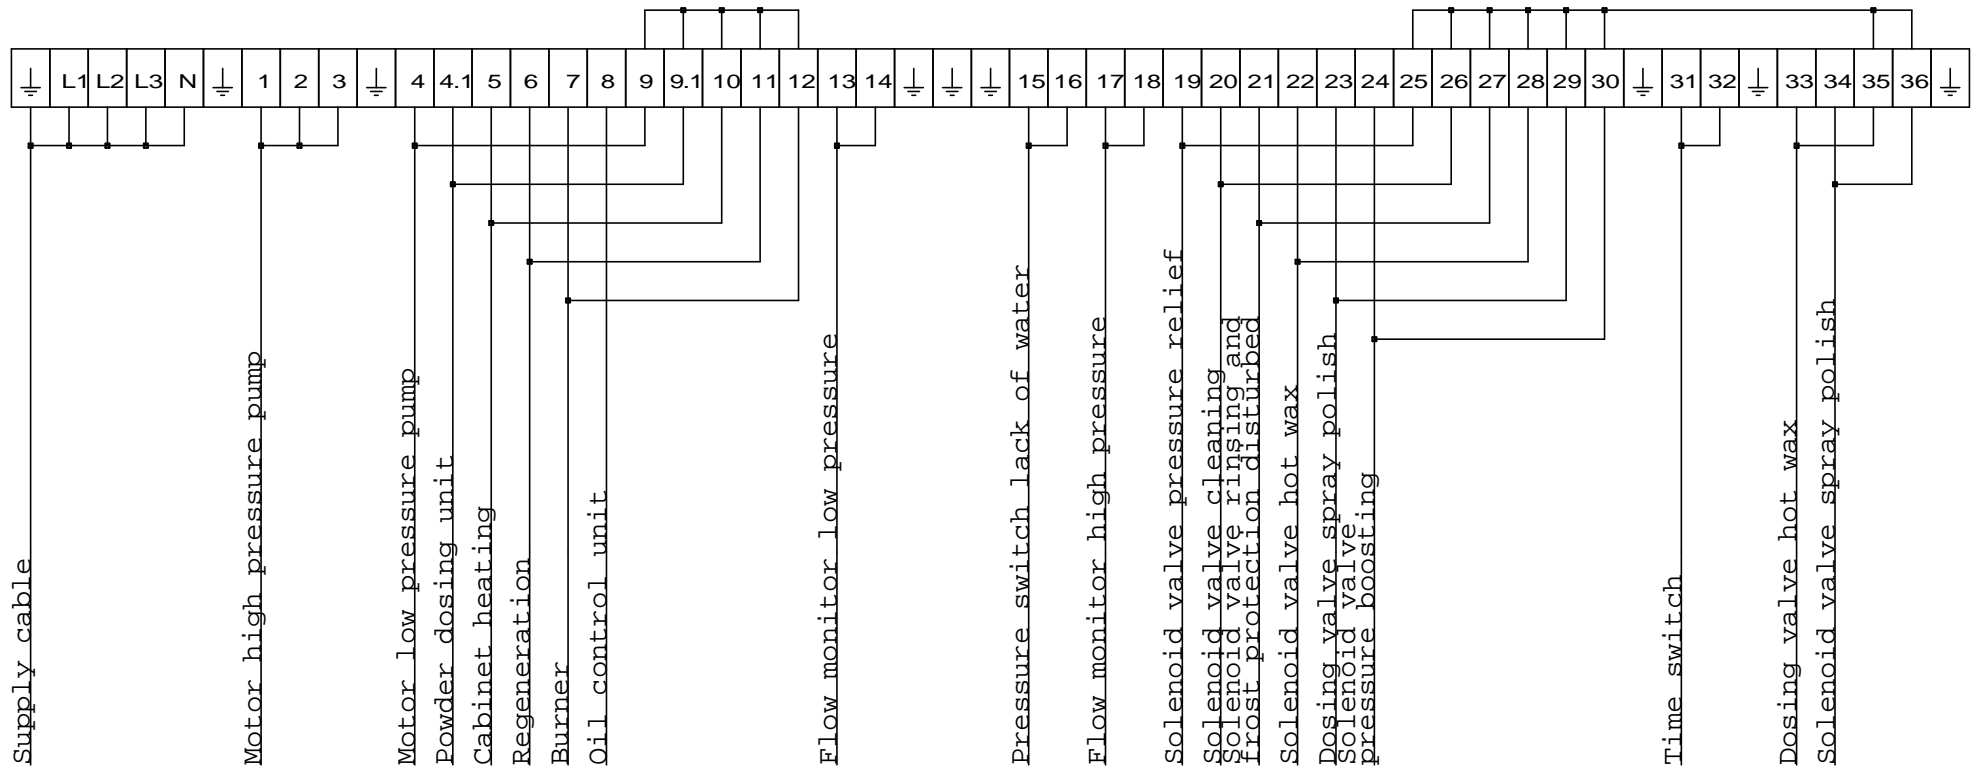 L1 L2 L3 N 1 2 3 4 4.1 5 6 7 8 9 9.1 10 11 12 13 14 15 16 17 18 19 20 21 22 23 24 25 26 27 28 29 30 31 32 33 34 35 36
Supply cable
Motor high pressure pump
Motor low pressure pump
Powder dosing unit
Cabinet heating
Regeneration
Burner
Oil control unit
Flow monitor low pressure
Pressure switch lack of water
Flow monitor high pressure
Solenoid valve pressure relief
Solenoid valve cleaning
Solenoid valve rinsing and
frost protection disturbed
Solenoid valve hot wax
Dosing valve spray polish
Solenoid valve
pressure boosting
Time switch
Dosing valve hot wax
Solenoid valve spray polish